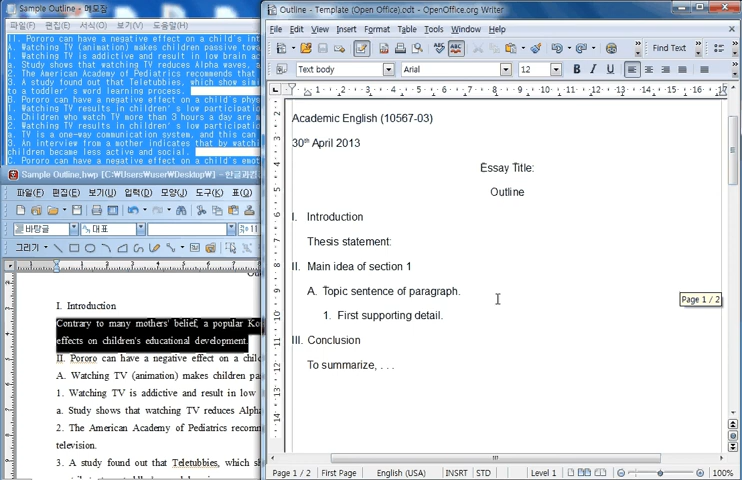 Sample Outline - 메모장
파일(F) 편집(E) 서식(O) 보기(V) 도움말(H)
II. Pororo can have a negative effect on a child's int
A. Watching TV (animation) makes children passive towa
1. Watching TV is addictive and result in low brain ac
a. Study shows that watching TV reduces Alpha waves, a
2. The American Academy of Pediatrics recommends that
3. A study found out that Teletubbies, which show sim
to a toddler's word learning process.
B. Pororo can have a negative effect on a child's phys
1. Watching TV results in children's low participatio
a. Children who watch TV more than 3 hours a day are m
2. Watching TV results in children's low participatio
a. TV is a one-way communication system, and this can
3. An interview from a mother indicates that by watch
children became less active and social.
C. Pororo can have a negative effect on a child's emot
Sample Outline.hwp [C:\Users\user\Desktop\] - 한글과컴
파일(F) 편집(E) 보기(U) 입력(D) 모양(J) 도구(K) 표(Q)
바탕글 대표
그리기
I. Introduction
Contrary to many mothers' belief, a popular Ko
effects on children's educational development.
II. Pororo can have a negative effect on a chil
A. Watching TV (animation) makes children pa
1. Watching TV is addictive and result in low
a. Study shows that watching TV reduces Alph
2. The American Academy of Pediatrics recomm
television.
3. A study found out that Teletubbies, which sh
Outline - Template (Open Office).odt - OpenOffice.org Writer
File Edit View Insert Format Table Tools Window Help
Find Text
Text body Arial 12 B I U
Academic English (10567-03)
30th April 2013
Essay Title:
Outline
I. Introduction
Thesis statement:
II. Main idea of section 1
A. Topic sentence of paragraph.
1. First supporting detail.
III. Conclusion
To summarize, . . .
Page 1 / 2
Page 1 / 2 First Page English (USA) INSRT STD Level 1 100%